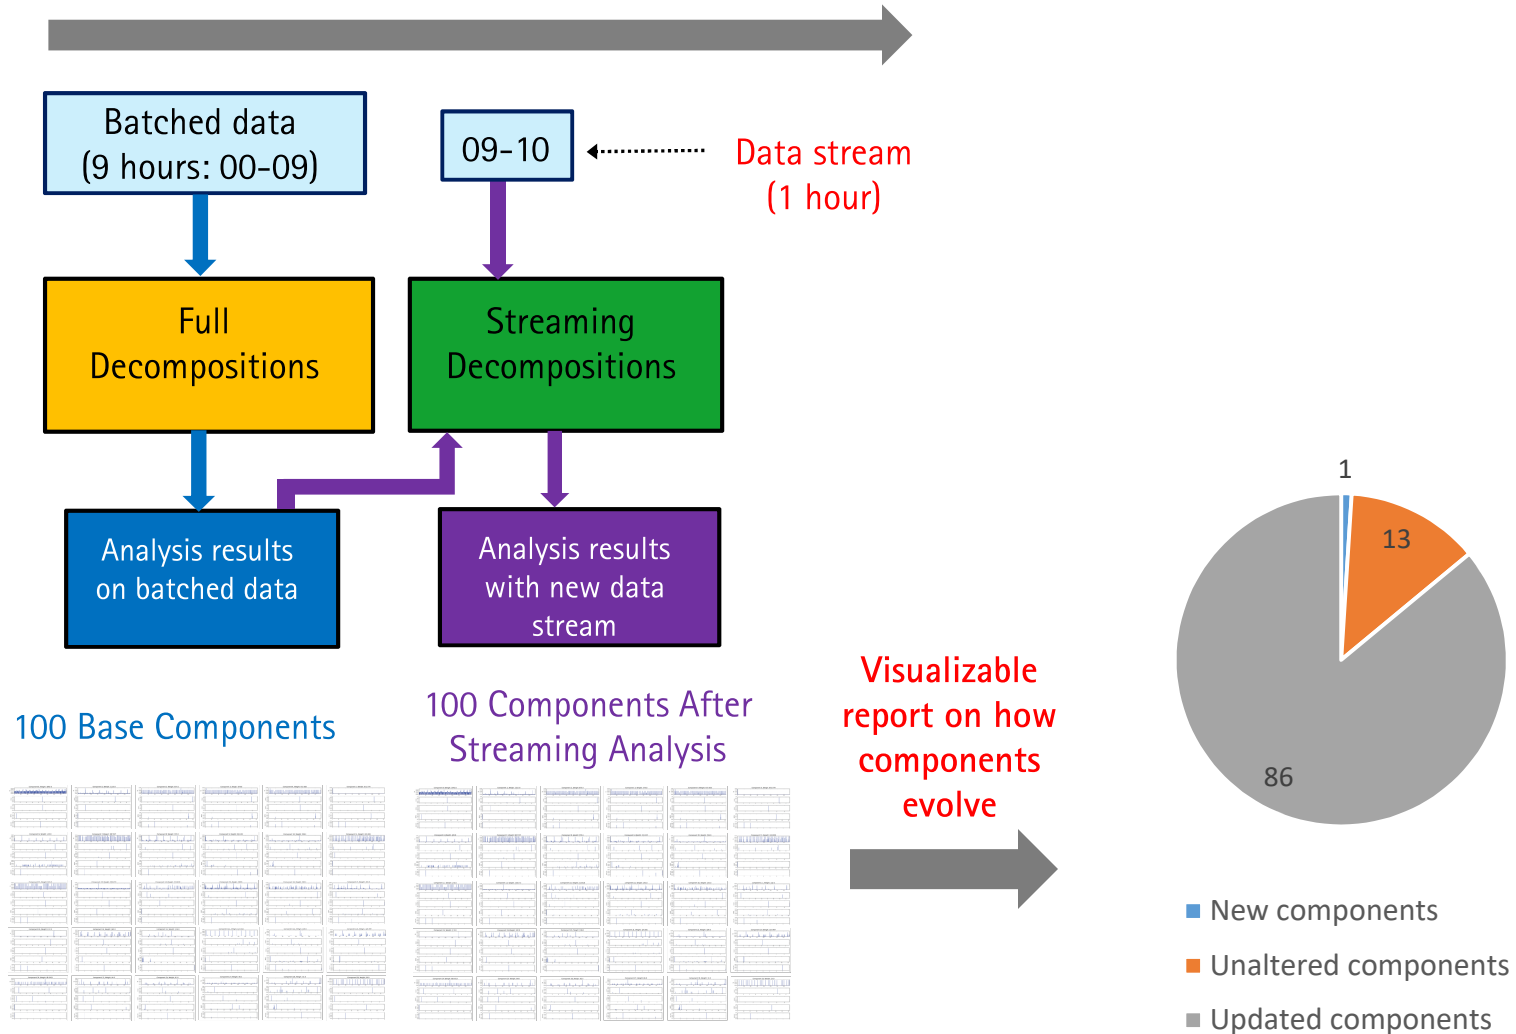 Batched data
(9 hours: 00-09)
09-10
Data stream
(1 hour)
Full
Decompositions
Streaming
Decompositions
Analysis results
on batched data
Analysis results
with new data
stream
100 Base Components
100 Components After
Streaming Analysis
Visualizable
report on how
components
evolve
1
13
86
New components
Unaltered components
Updated components